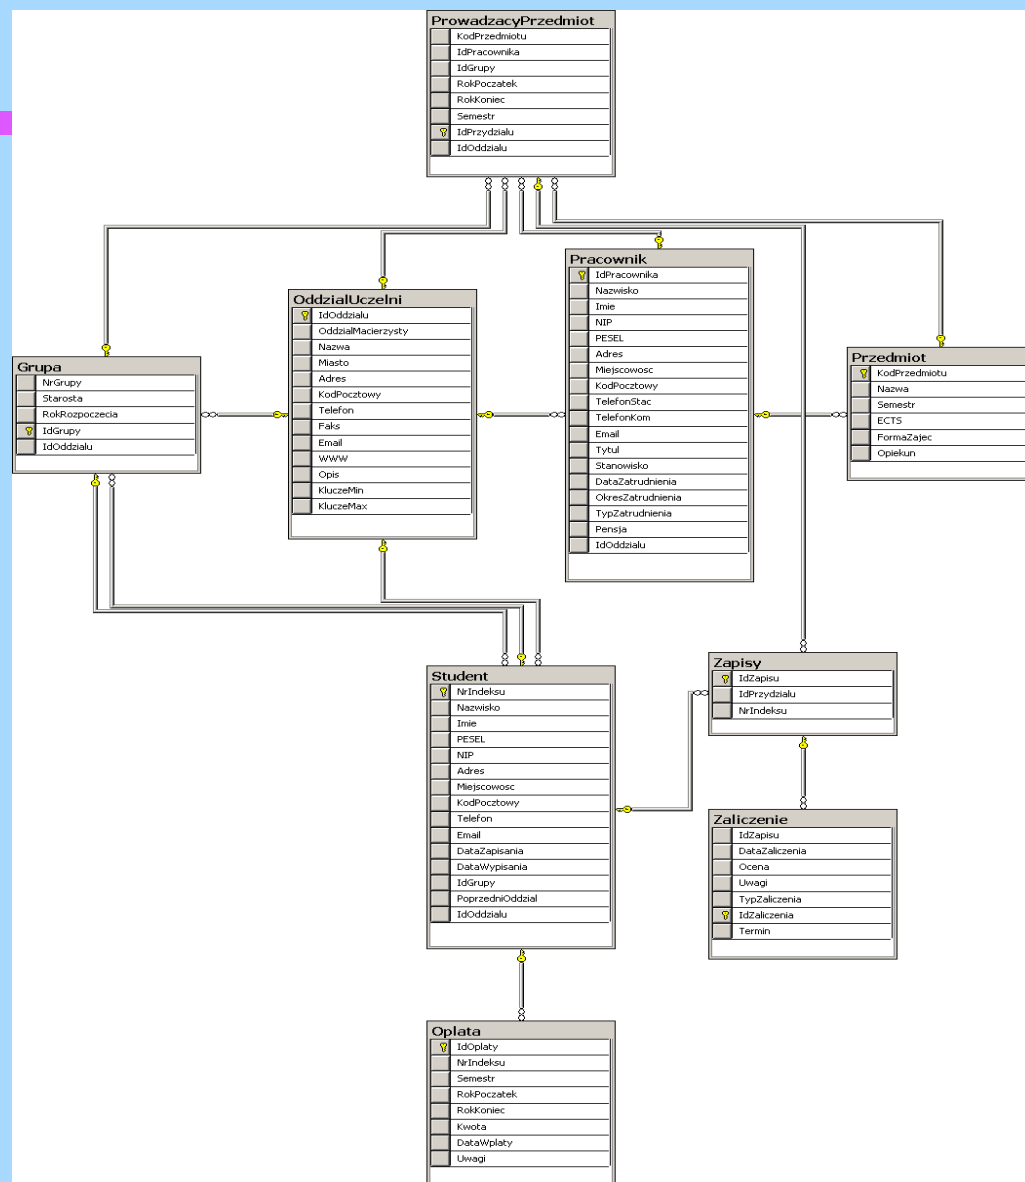 ProwadzacyPrzedmiot
KodPrzedmiotu
IdPracownika
IdGrupy
RokPoczatek
RokKoniec
Semestr
IdPrzydzialu
IdOddzialu
Grupa
NrGrupy
Starosta
RokRozpoczecia
IdGrupy
IdOddzialu
OddzialUczelni
IdOddzialu
OddzialMacierzysty
Nazwa
Miasto
Adres
KodPocztowy
Telefon
Faks
Email
WWW
Opis
KluczeMin
KluczeMax
Pracownik
IdPracownika
Nazwisko
Imie
NIP
PESEL
Adres
Miejscowosc
KodPocztowy
TelefonStac
TelefonKom
Email
Tytul
Stanowisko
DataZatrudnienia
OkresZatrudnienia
TypZatrudnienia
Pensja
IdOddzialu
Przedmiot
KodPrzedmiotu
Nazwa
Semestr
ECTS
FormaZajec
Opiekun
Student
NrIndeksu
Nazwisko
Imie
PESEL
NIP
Adres
Miejscowosc
KodPocztowy
Telefon
Email
DataZapisania
DataWypisania
IdGrupy
PoprzedniOddzial
IdOddzialu
Zapisy
IdZapisu
IdPrzydzialu
NrIndeksu
Zaliczenie
IdZapisu
DataZaliczenia
Ocena
Uwagi
TypZaliczenia
IdZaliczenia
Termin
Oplata
IdOplaty
NrIndeksu
Semestr
RokPoczatek
RokKoniec
Kwota
DataWplaty
Uwagi